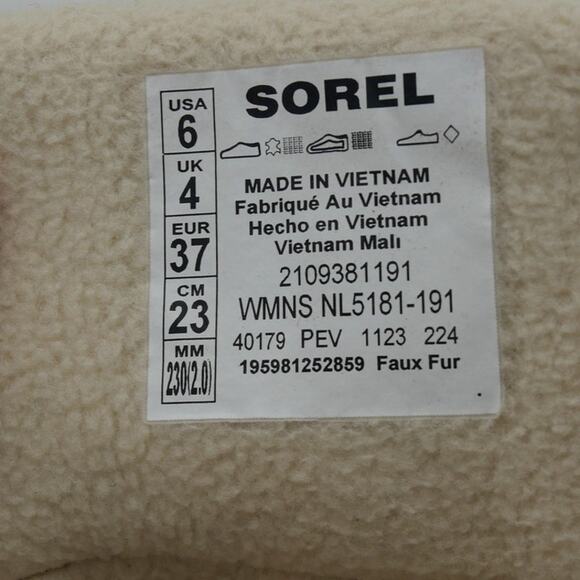 USA
6
UK
4
EUR
37
CM
23
MM
230(2.0)
SOREL
MADE IN VIETNAM
Fabriqué Au Vietnam
Hecho en Vietnam
Vietnam Malı
2109381191
WMNS NL5181-191
40179 PEV 1123 224
195981252859 Faux Fur